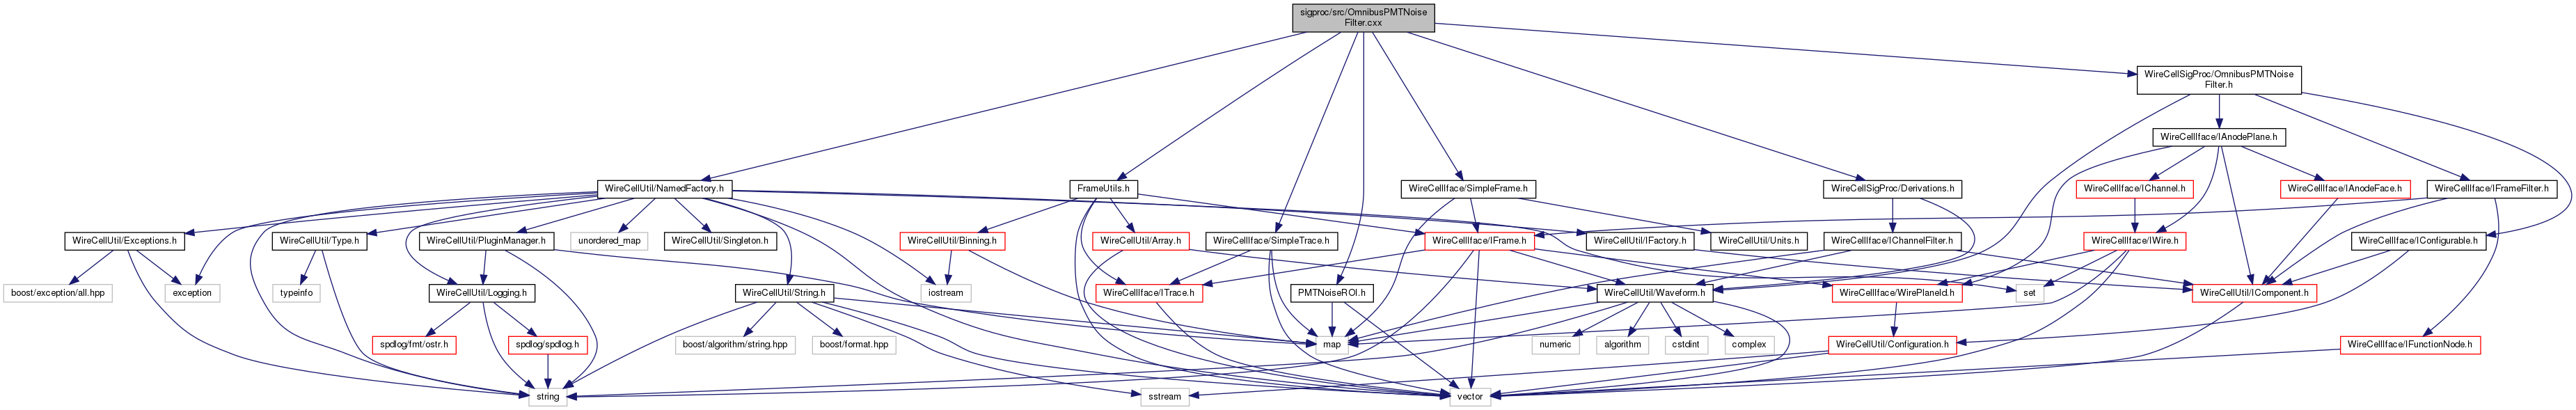 sigproc/src/OmnibusPMTNoise
Filter.cxx
WireCellSigProc/OmnibusPMTNoise
Filter.h
WireCellIface/IAnodePlane.h
WireCellUtil/NamedFactory.h
FrameUtils.h
WireCellIface/SimpleFrame.h
WireCellSigProc/Derivations.h
WireCellIface/IChannel.h
WireCellIface/IAnodeFace.h
WireCellIface/IFrameFilter.h
WireCellUtil/Exceptions.h
WireCellUtil/Type.h
WireCellUtil/PluginManager.h
unordered_map
WireCellUtil/Singleton.h
WireCellUtil/Binning.h
WireCellUtil/Array.h
WireCellIface/SimpleTrace.h
WireCellIface/IFrame.h
WireCellUtil/IFactory.h
WireCellUtil/Units.h
WireCellIface/IChannelFilter.h
WireCellIface/IWire.h
WireCellIface/IConfigurable.h
boost/exception/all.hpp
exception
typeinfo
WireCellUtil/Logging.h
WireCellUtil/String.h
iostream
WireCellIface/ITrace.h
PMTNoiseROI.h
WireCellUtil/Waveform.h
WireCellIface/WirePlaneId.h
set
WireCellUtil/IComponent.h
spdlog/fmt/ostr.h
spdlog/spdlog.h
boost/algorithm/string.hpp
boost/format.hpp
map
numeric
algorithm
cstdint
complex
WireCellUtil/Configuration.h
WireCellIface/IFunctionNode.h
string
sstream
vector